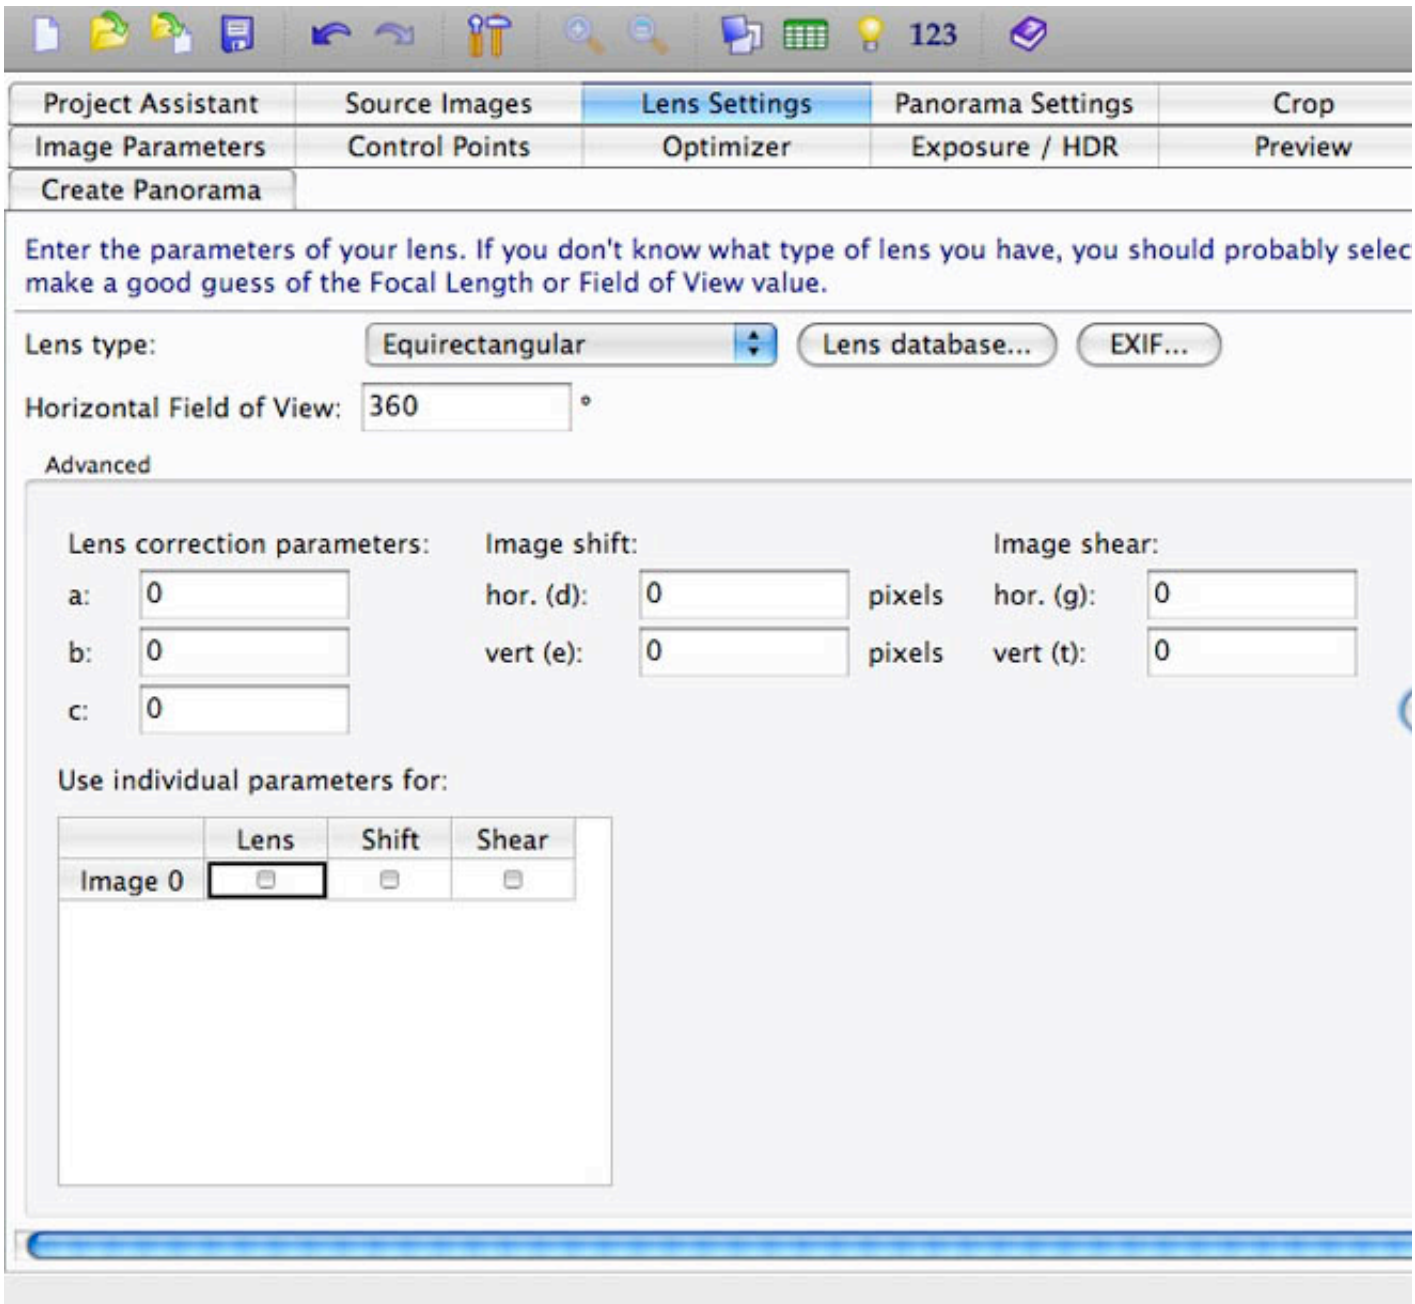 123
Project Assistant Source Images Lens Settings Panorama Settings Crop
Image Parameters Control Points Optimizer Exposure / HDR Preview
Create Panorama
Enter the parameters of your lens. If you don't know what type of lens you have, you should probably selec
make a good guess of the Focal Length or Field of View value.
Lens type: Equirectangular Lens database... EXIF...
Horizontal Field of View: 360 °
Advanced
Lens correction parameters: Image shift: Image shear:
a: 0 hor. (d): 0 pixels hor. (g): 0
b: 0 vert (e): 0 pixels vert (t): 0
c: 0
Use individual parameters for:
Lens Shift Shear
Image 0